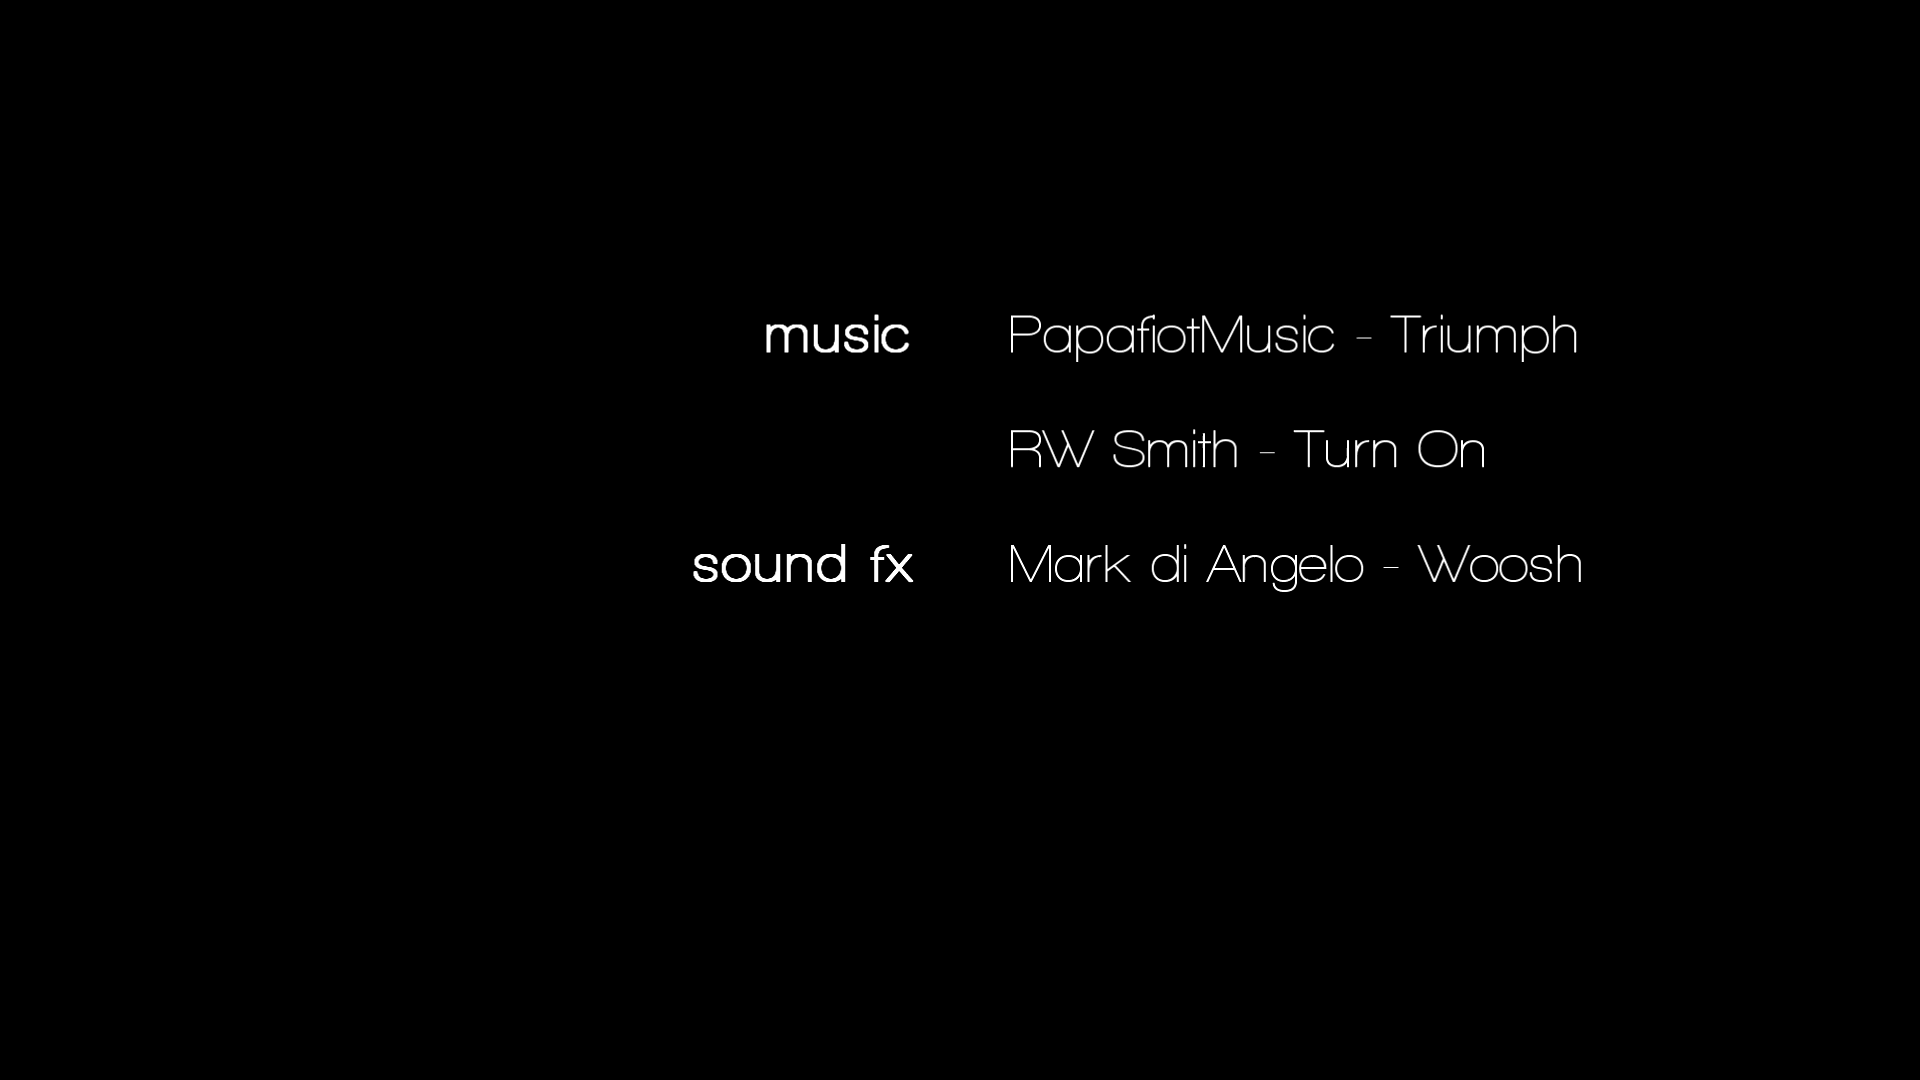 music PapafiotMusic - Triumph
RW Smith - Turn On
sound fx Mark di Angelo - Woosh